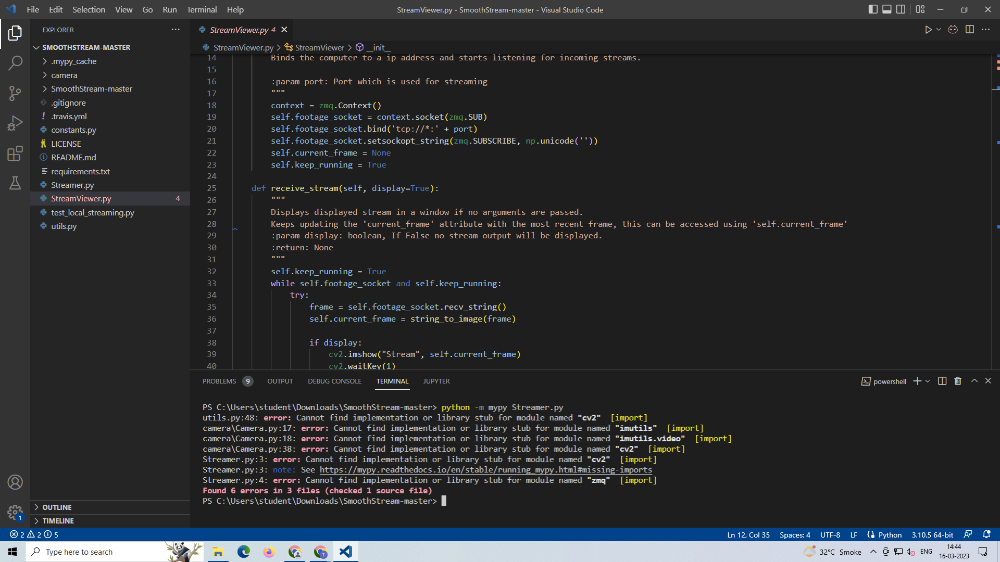 File Edit Selection View Go Run Terminal Help
StreamViewer.py - SmoothStream-master - Visual Studio Code
EXPLORER
SMOOTHSTREAM-MASTER
.mypy_cache
camera
SmoothStream-master
.gitignore
! .travis.yml
constants.py
LICENSE
README.md
requirements.txt
Streamer.py
StreamViewer.py 4
test_local_streaming.py
utils.py
OUTLINE
TIMELINE
StreamViewer.py 4
StreamViewer.py > StreamViewer > __init__
14 Binds the computer to a ip address and starts listening for incoming streams.
15
16 :param port: Port which is used for streaming
17 """
18 context = zmq.Context()
19 self.footage_socket = context.socket(zmq.SUB)
20 self.footage_socket.bind('tcp://*:' + port)
21 self.footage_socket.setsockopt_string(zmq.SUBSCRIBE, np.unicode(''))
22 self.current_frame = None
23 self.keep_running = True
24
25 def receive_stream(self, display=True):
26 """
27 Displays displayed stream in a window if no arguments are passed.
28 Keeps updating the 'current_frame' attribute with the most recent frame, this can be accessed using 'self.current_frame'
29 :param display: boolean, If False no stream output will be displayed.
30 :return: None
31 """
32 self.keep_running = True
33 while self.footage_socket and self.keep_running:
34 try:
35 frame = self.footage_socket.recv_string()
36 self.current_frame = string_to_image(frame)
37
38 if display:
39 cv2.imshow("Stream", self.current_frame)
40 cv2.waitKey(1)
PROBLEMS 9 OUTPUT DEBUG CONSOLE TERMINAL JUPYTER
powershell
PS C:\Users\student\Downloads\SmoothStream-master> python -m mypy Streamer.py
utils.py:48: error: Cannot find implementation or library stub for module named "cv2"  [import]
camera\Camera.py:17: error: Cannot find implementation or library stub for module named "imutils"  [import]
camera\Camera.py:18: error: Cannot find implementation or library stub for module named "imutils.video"  [import]
camera\Camera.py:38: error: Cannot find implementation or library stub for module named "cv2"  [import]
Streamer.py:3: error: Cannot find implementation or library stub for module named "cv2"  [import]
Streamer.py:3: note: See https://mypy.readthedocs.io/en/stable/running_mypy.html#missing-imports
Streamer.py:4: error: Cannot find implementation or library stub for module named "zmq"  [import]
Found 6 errors in 3 files (checked 1 source file)
PS C:\Users\student\Downloads\SmoothStream-master>
1
2 2 5
Ln 12, Col 35 Spaces: 4 UTF-8 LF Python 3.10.5 64-bit
Type here to search
32°C Smoke
ENG
14:44
16-03-2023